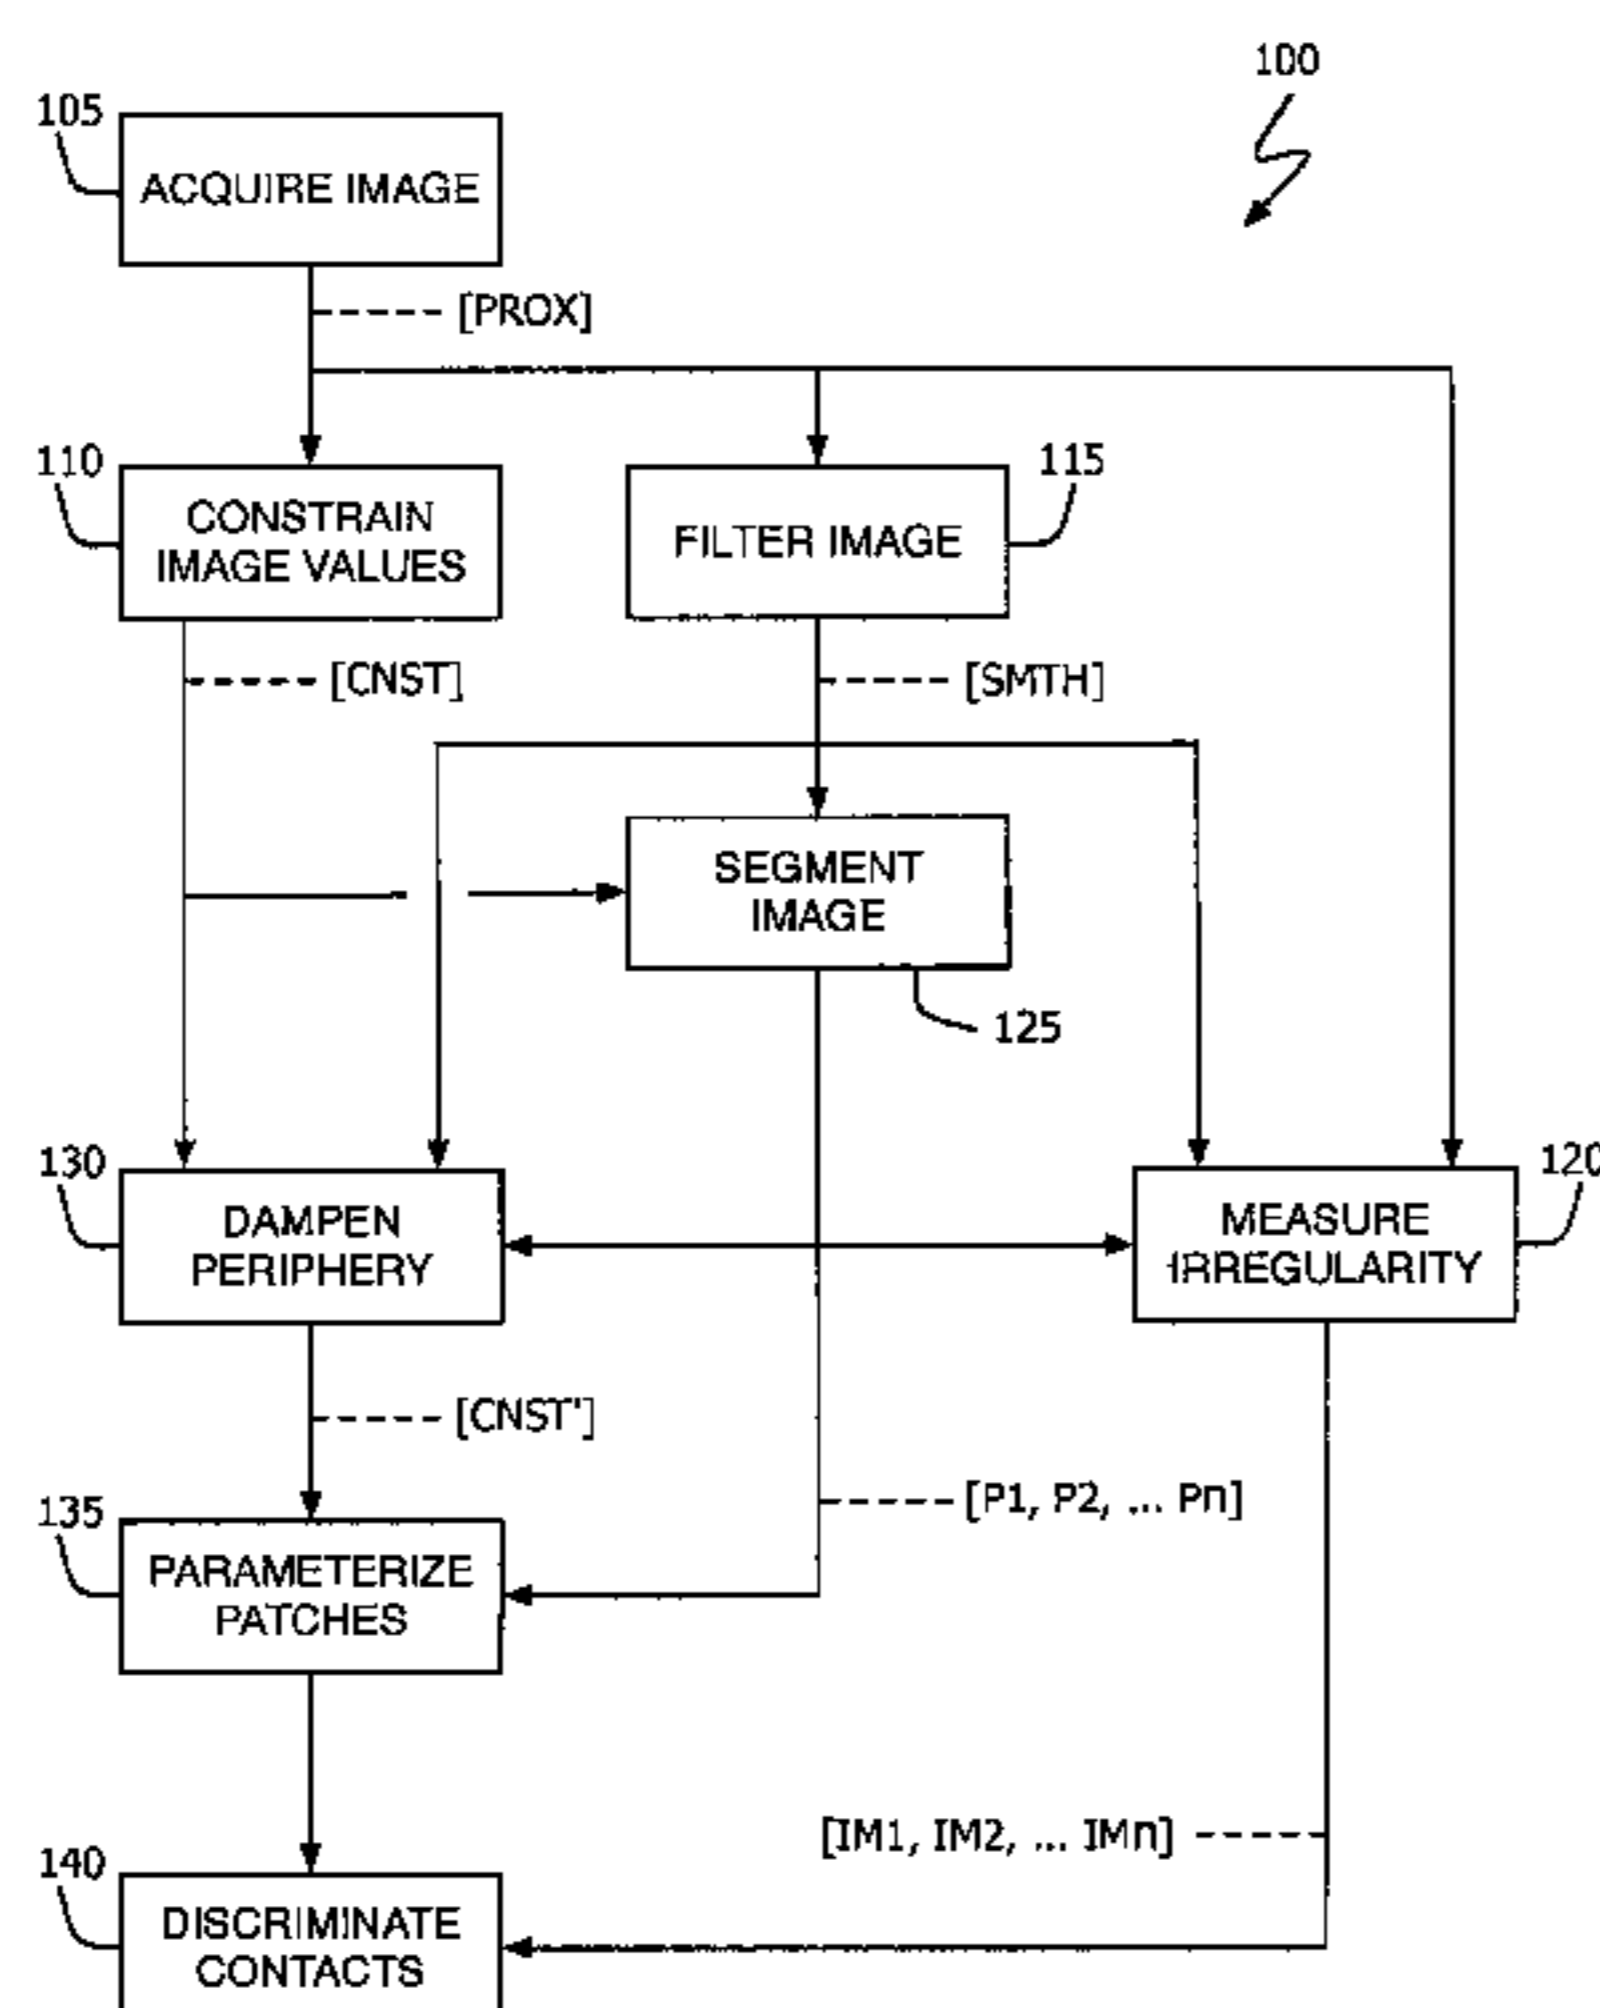 100
105
ACQUIRE IMAGE
[PROX]
110
CONSTRAIN
IMAGE VALUES
FILTER IMAGE
115
[CNST]
[SMTH]
SEGMENT
IMAGE
125
130
DAMPEN
PERIPHERY
MEASURE
IRREGULARITY
120
[CNST']
[P1, P2, ... Pn]
135
PARAMETERIZE
PATCHES
[IM1, IM2, ... IMn]
140
DISCRIMINATE
CONTACTS